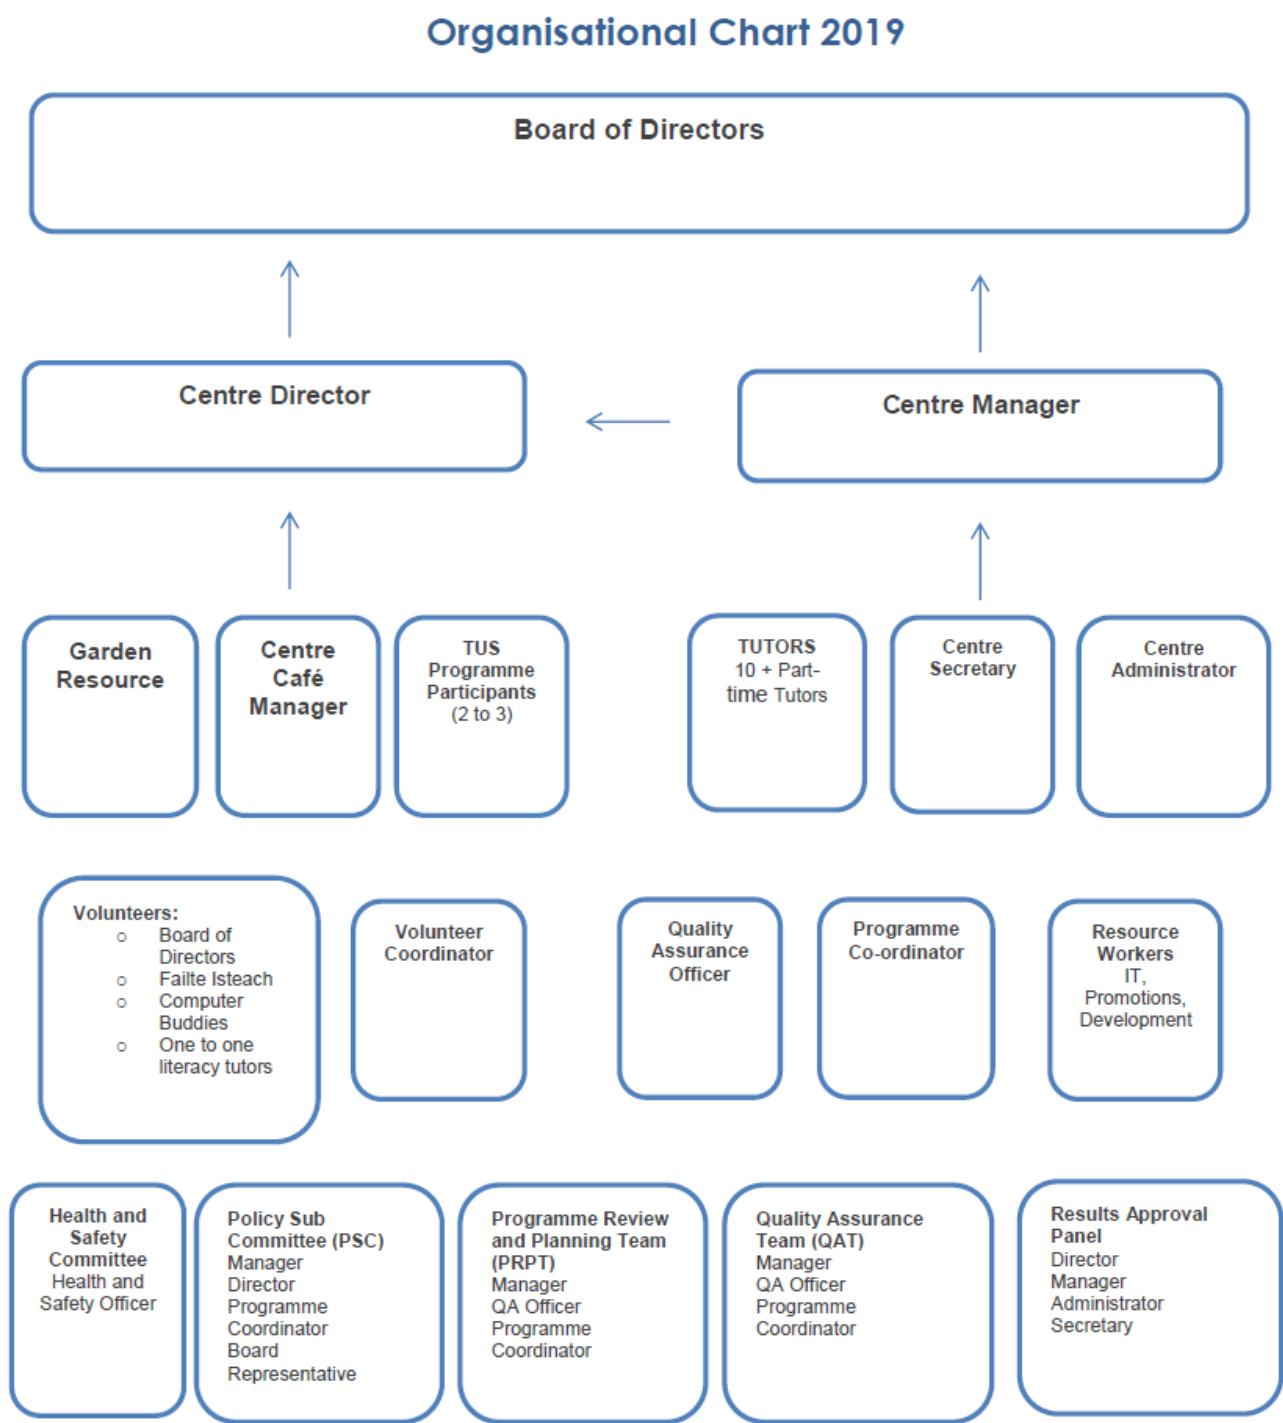 Organisational Chart 2019
Board of Directors
Centre Director
Centre Manager
Garden
Resource
Centre
Café
Manager
TUS
Programme
Participants
(2 to 3)
TUTORS
10 + Part-
time Tutors
Centre
Secretary
Centre
Administrator
Volunteers:
o Board of
Directors
o Failte Isteach
o Computer
Buddies
o One to one
literacy tutors
Volunteer
Coordinator
Quality
Assurance
Officer
Programme
Co-ordinator
Resource
Workers
IT,
Promotions,
Development
Health and
Safety
Committee
Health and
Safety Officer
Policy Sub
Committee (PSC)
Manager
Director
Programme
Coordinator
Board
Representative
Programme Review
and Planning Team
(PRPT)
Manager
QA Officer
Programme
Coordinator
Quality Assurance
Team (QAT)
Manager
QA Officer
Programme
Coordinator
Results Approval
Panel
Director
Manager
Administrator
Secretary